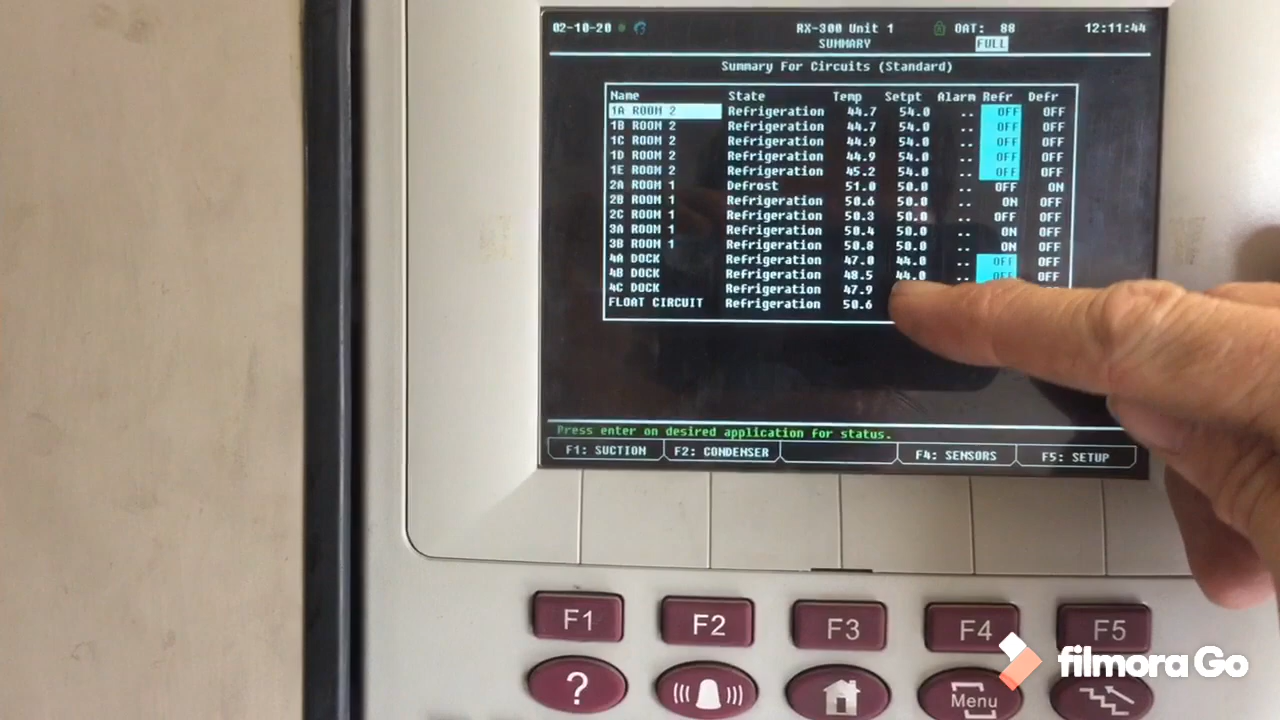 02-10-20 RX-300 Unit 1 OAT: 88 12:11:44
SUMMARY FULL
Summary For Circuits (Standard)
Name State Temp Setpt Alarm Refr Defr
1A ROOM 2 Refrigeration 44.7 54.0 .. OFF OFF
1B ROOM 2 Refrigeration 44.7 54.0 .. OFF OFF
1C ROOM 2 Refrigeration 44.9 54.0 .. OFF OFF
1D ROOM 2 Refrigeration 44.9 54.0 .. OFF OFF
1E ROOM 2 Refrigeration 45.2 54.0 .. OFF OFF
2A ROOM 1 Defrost 51.0 50.0 .. OFF ON
2B ROOM 1 Refrigeration 50.6 50.0 .. ON OFF
2C ROOM 1 Refrigeration 50.3 50.0 .. OFF OFF
3A ROOM 1 Refrigeration 50.4 50.0 .. ON OFF
3B ROOM 1 Refrigeration 50.8 50.0 .. ON OFF
4A DOCK Refrigeration 47.0 44.0 .. OFF OFF
4B DOCK Refrigeration 48.5 44.0 .. OFF OFF
4C DOCK Refrigeration 47.9
FLOAT CIRCUIT Refrigeration 50.6
Press enter on desired application for status.
F1: SUCTION F2: CONDENSER F4: SENSORS F5: SETUP
F1 F2 F3 F4 F5
? Menu
filmora Go